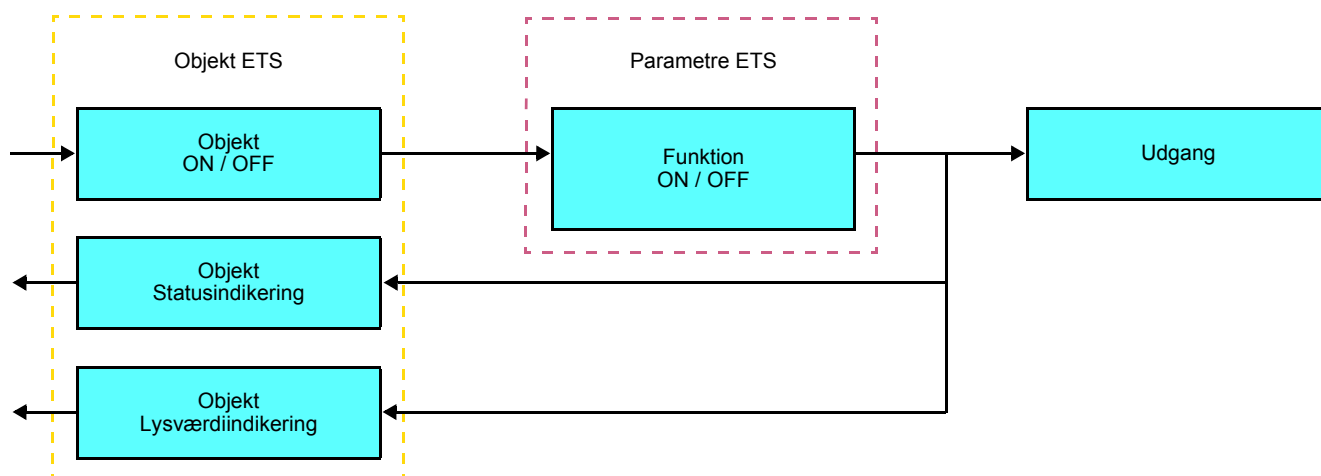 Objekt ETS
Parametre ETS
Objekt
ON / OFF
Funktion
ON / OFF
Udgang
Objekt
Statusindikering
Objekt
Lysværdiindikering